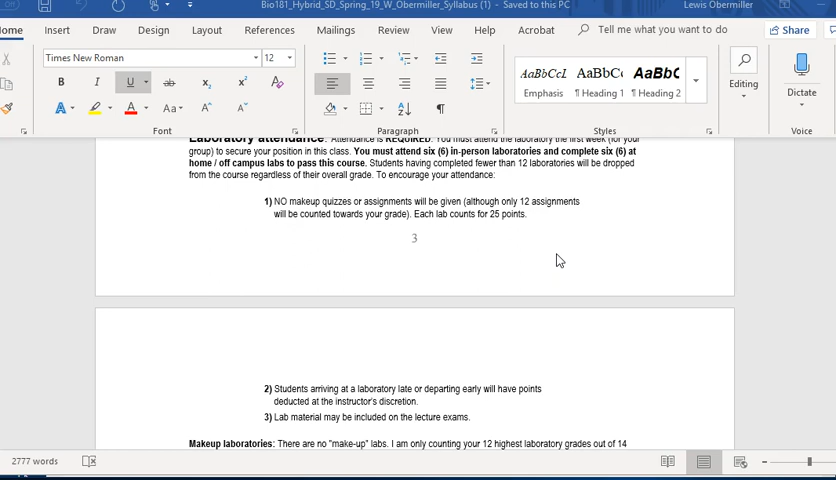 Bio181_Hybrid_SD_Spring_19_W_Obermiller_Syllabus (1) - Saved to this PC
Lewis Obermiller
Home Insert Draw Design Layout References Mailings Review View Help Acrobat Tell me what you want to do Share
Times New Roman 12
B I U ab x₂ x² A
A A Aa A A
AaBbCcL AaBbCc AaBbC
Emphasis ¶ Heading 1 ¶ Heading 2
Editing Dictate
Font Paragraph Styles Voice
Laboratory attendance: Attendance is REQUIRED. You must attend the laboratory the first week (for your
group) to secure your position in this class. You must attend six (6) in-person laboratories and complete six (6) at
home / off campus labs to pass this course. Students having completed fewer than 12 laboratories will be dropped
from the course regardless of their overall grade. To encourage your attendance:
1) NO makeup quizzes or assignments will be given (although only 12 assignments
will be counted towards your grade). Each lab counts for 25 points.
3
2) Students arriving at a laboratory late or departing early will have points
deducted at the instructor's discretion.
3) Lab material may be included on the lecture exams.
Makeup laboratories: There are no "make-up" labs. I am only counting your 12 highest laboratory grades out of 14
2777 words